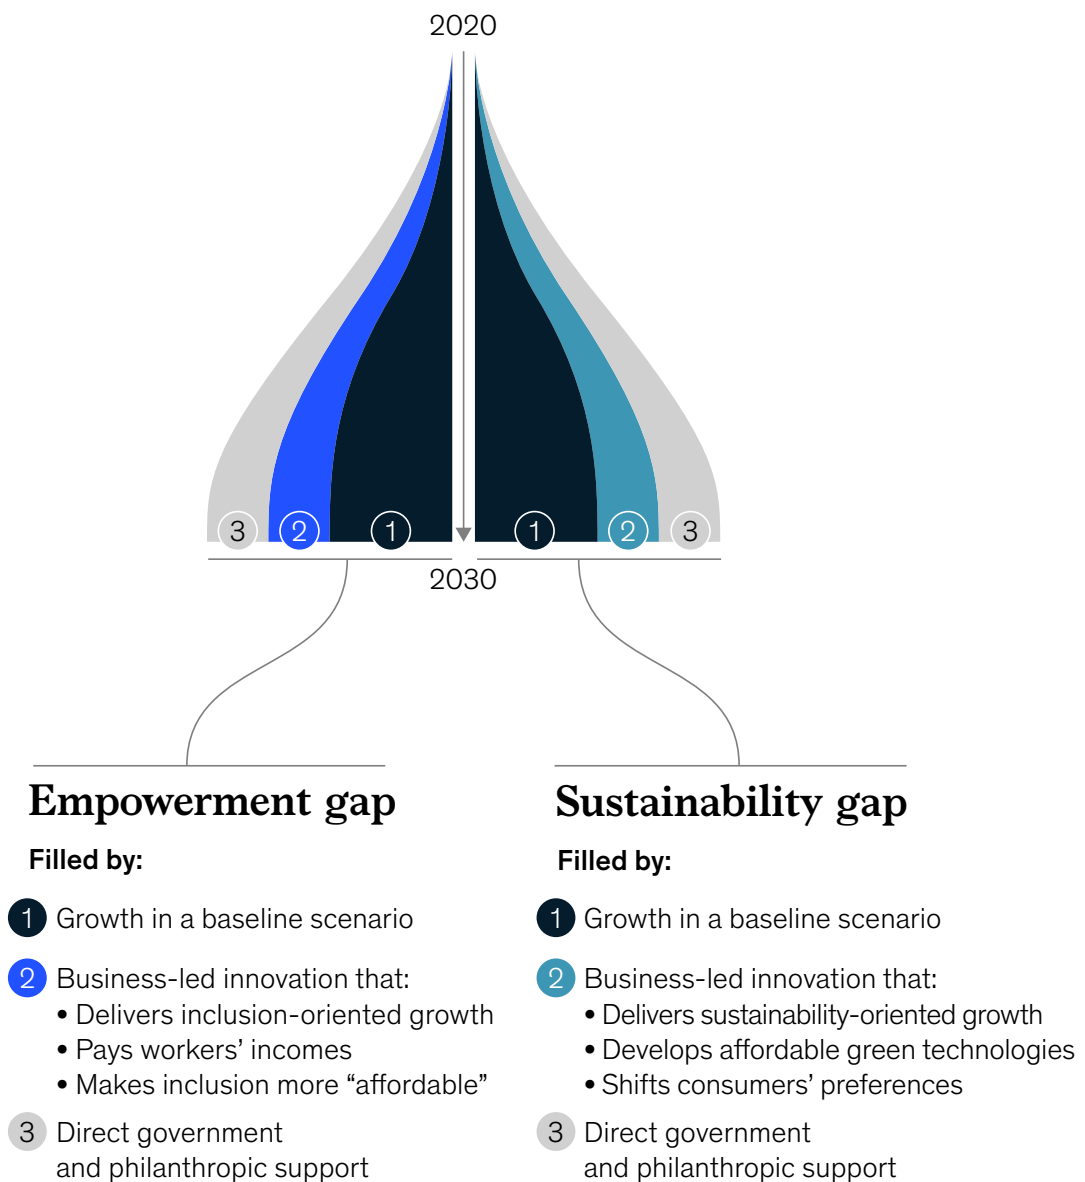 2020
3 2 1 1 2 3
2030
Empowerment gap
Filled by:
1 Growth in a baseline scenario
2 Business-led innovation that:
• Delivers inclusion-oriented growth
• Pays workers’ incomes
• Makes inclusion more “affordable”
3 Direct government
and philanthropic support
Sustainability gap
Filled by:
1 Growth in a baseline scenario
2 Business-led innovation that:
• Delivers sustainability-oriented growth
• Develops affordable green technologies
• Shifts consumers’ preferences
3 Direct government
and philanthropic support